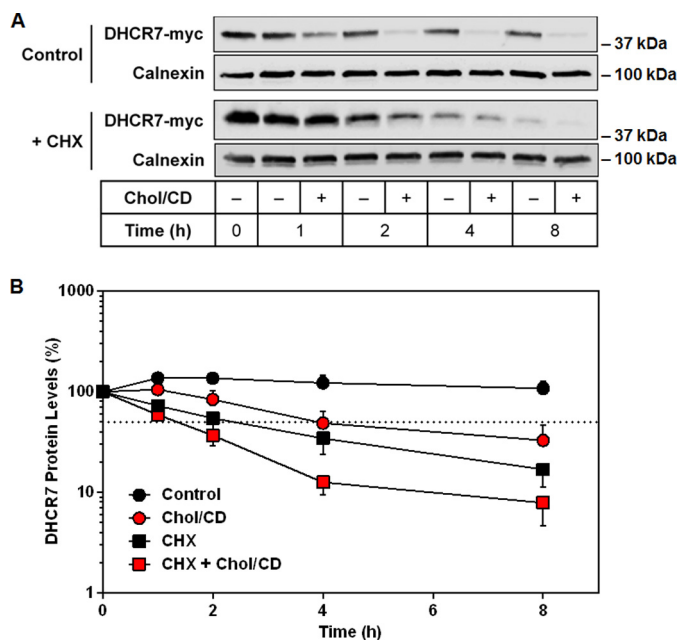 A
Control
DHCR7-myc
– 37 kDa
Calnexin
– 100 kDa
+ CHX
DHCR7-myc
– 37 kDa
Calnexin
– 100 kDa
Chol/CD – – + – + – + – +
Time (h) 0 1 2 4 8
B
DHCR7 Protein Levels (%)
1000
100
10
1
Control
Chol/CD
CHX
CHX + Chol/CD
0 2 4 6 8
Time (h)